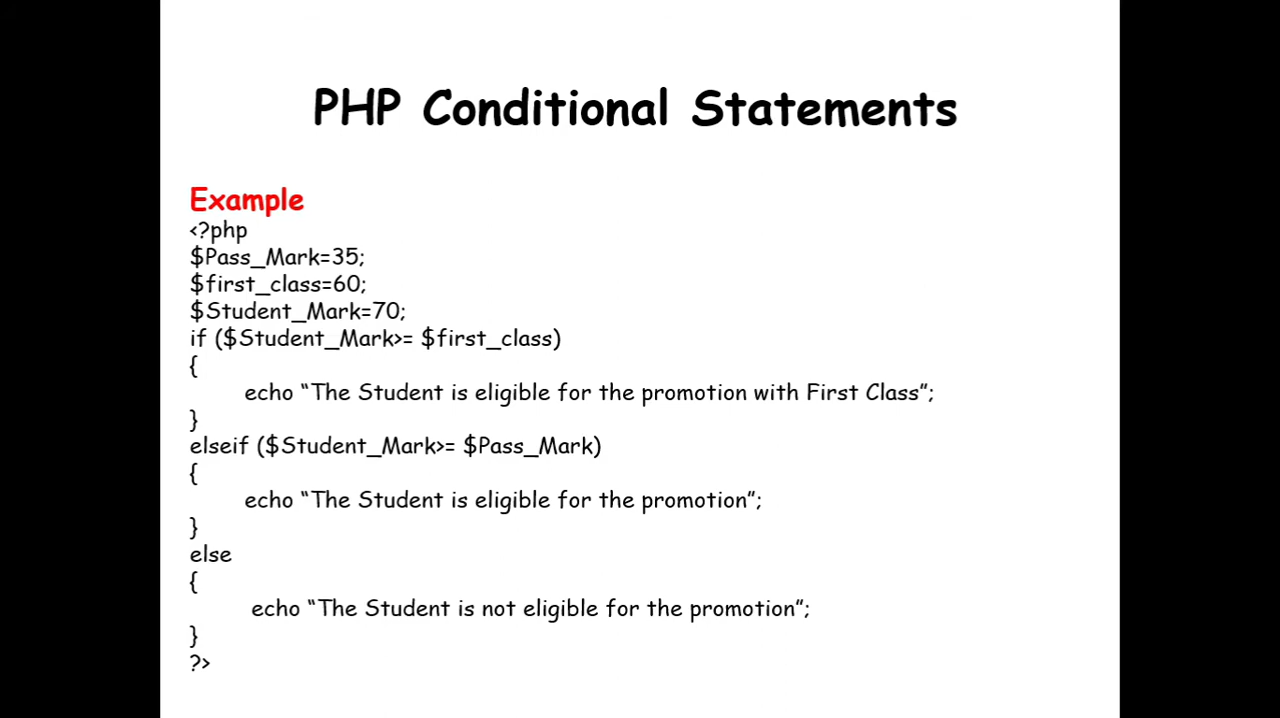 PHP Conditional Statements
Example
<?php
$Pass_Mark=35;
$first_class=60;
$Student_Mark=70;
if ($Student_Mark>= $first_class)
{
echo “The Student is eligible for the promotion with First Class”;
}
elseif ($Student_Mark>= $Pass_Mark)
{
echo “The Student is eligible for the promotion”;
}
else
{
echo “The Student is not eligible for the promotion”;
}
?>